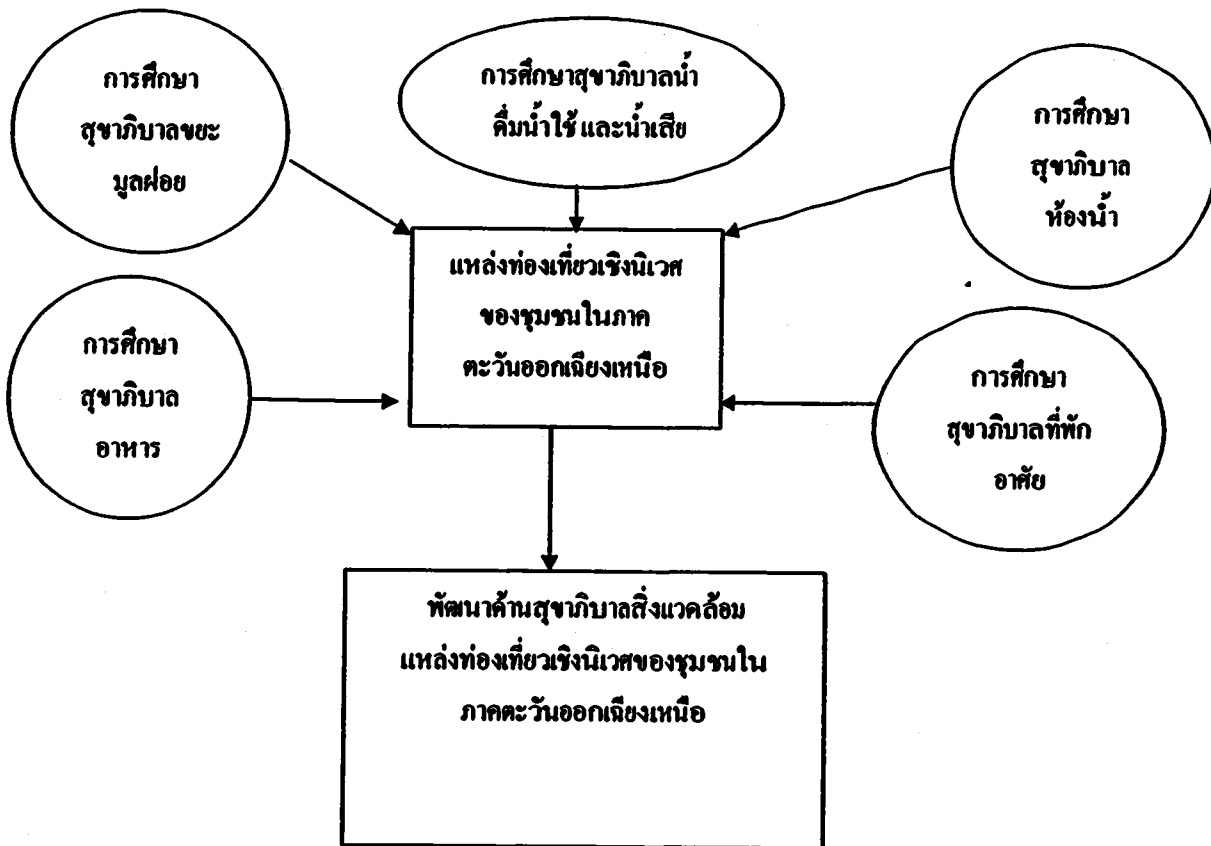 การศึกษา
สุขาภิบาลขยะ
มูลฝอย
การศึกษาสุขาภิบาลน้ำ
ดื่มน้ำใช้ และน้ำเสีย
การศึกษา
สุขาภิบาล
ห้องน้ำ
แหล่งท่องเที่ยวเชิงนิเวศ
ของชุมชนในภาค
ตะวันออกเฉียงเหนือ
การศึกษา
สุขาภิบาล
อาหาร
การศึกษา
สุขาภิบาลที่พัก
อาศัย
พัฒนาด้านสุขาภิบาลสิ่งแวดล้อม
แหล่งท่องเที่ยวเชิงนิเวศของชุมชนใน
ภาคตะวันออกเฉียงเหนือ